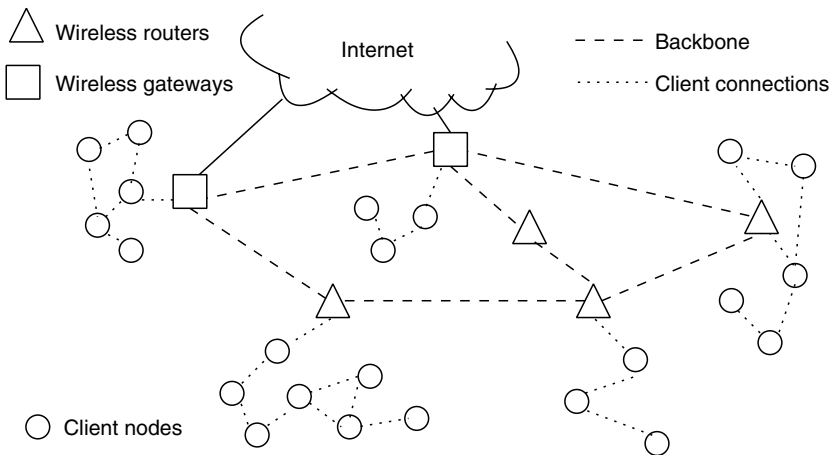 Wireless routers
Internet
Backbone
Wireless gateways
Client connections
Client nodes